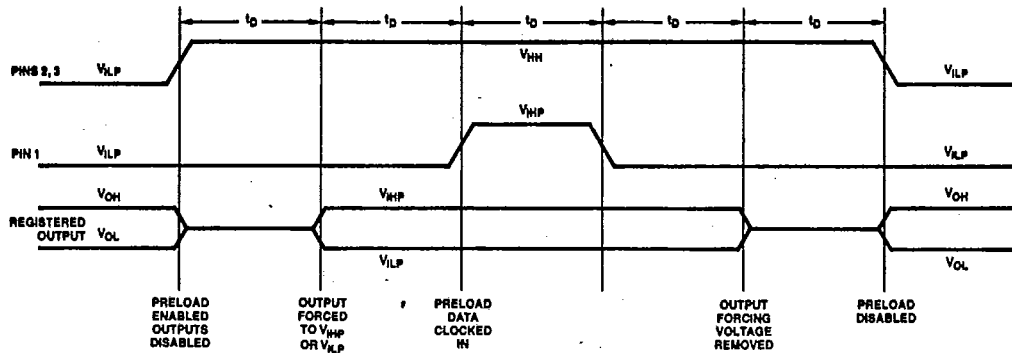 tD tD tD tD tD
PINS 2, 3 VILP VHH VILP
VIHP
PIN 1 VILP VILP
VOH VIHP VOH
REGISTERED
OUTPUT VOL VILP VOL
PRELOAD
ENABLED
OUTPUTS
DISABLED
OUTPUT
FORCED
TO VIHP
OR VILP
PRELOAD
DATA
CLOCKED
IN
OUTPUT
FORCING
VOLTAGE
REMOVED
PRELOAD
DISABLED